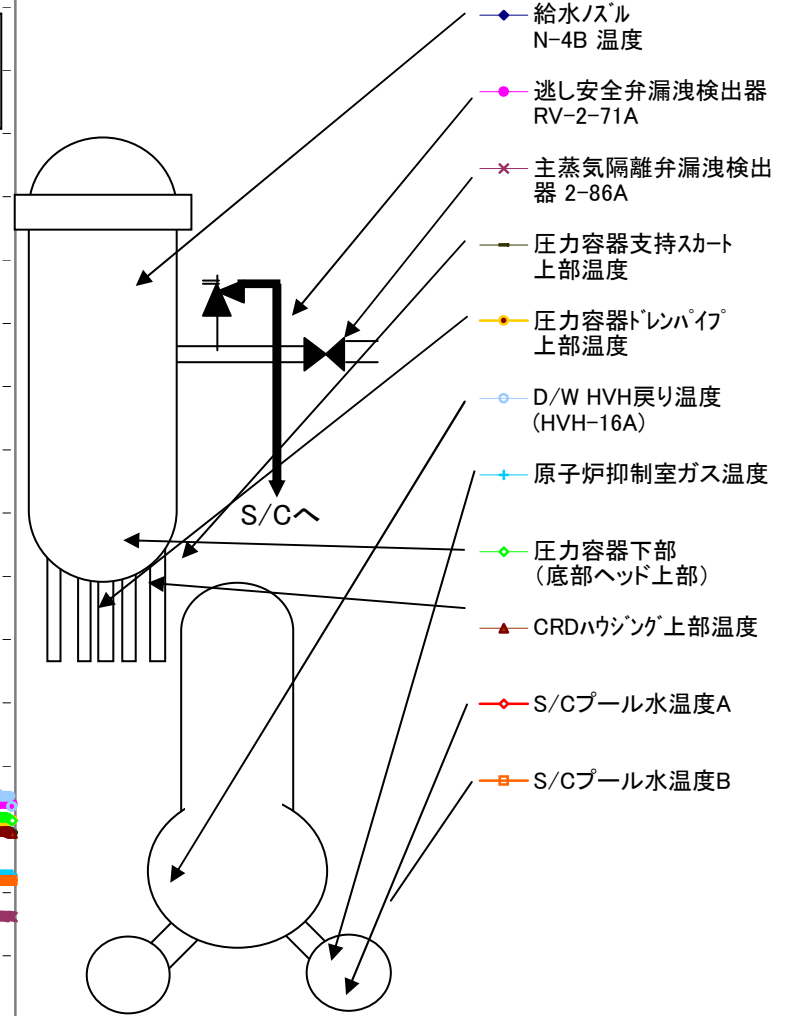 給水ノズル
N-4B 温度
逃し安全弁漏洩検出器
RV-2-71A
主蒸気隔離弁漏洩検出
器 2-86A
圧力容器支持スカート
上部温度
圧力容器ドレンパイプ
上部温度
D/W HVH戻り温度
(HVH-16A)
原子炉抑制室ガス温度
S/Cへ
圧力容器下部
（底部ヘッド上部）
CRDハウジング上部温度
S/Cプール水温度A
S/Cプール水温度B